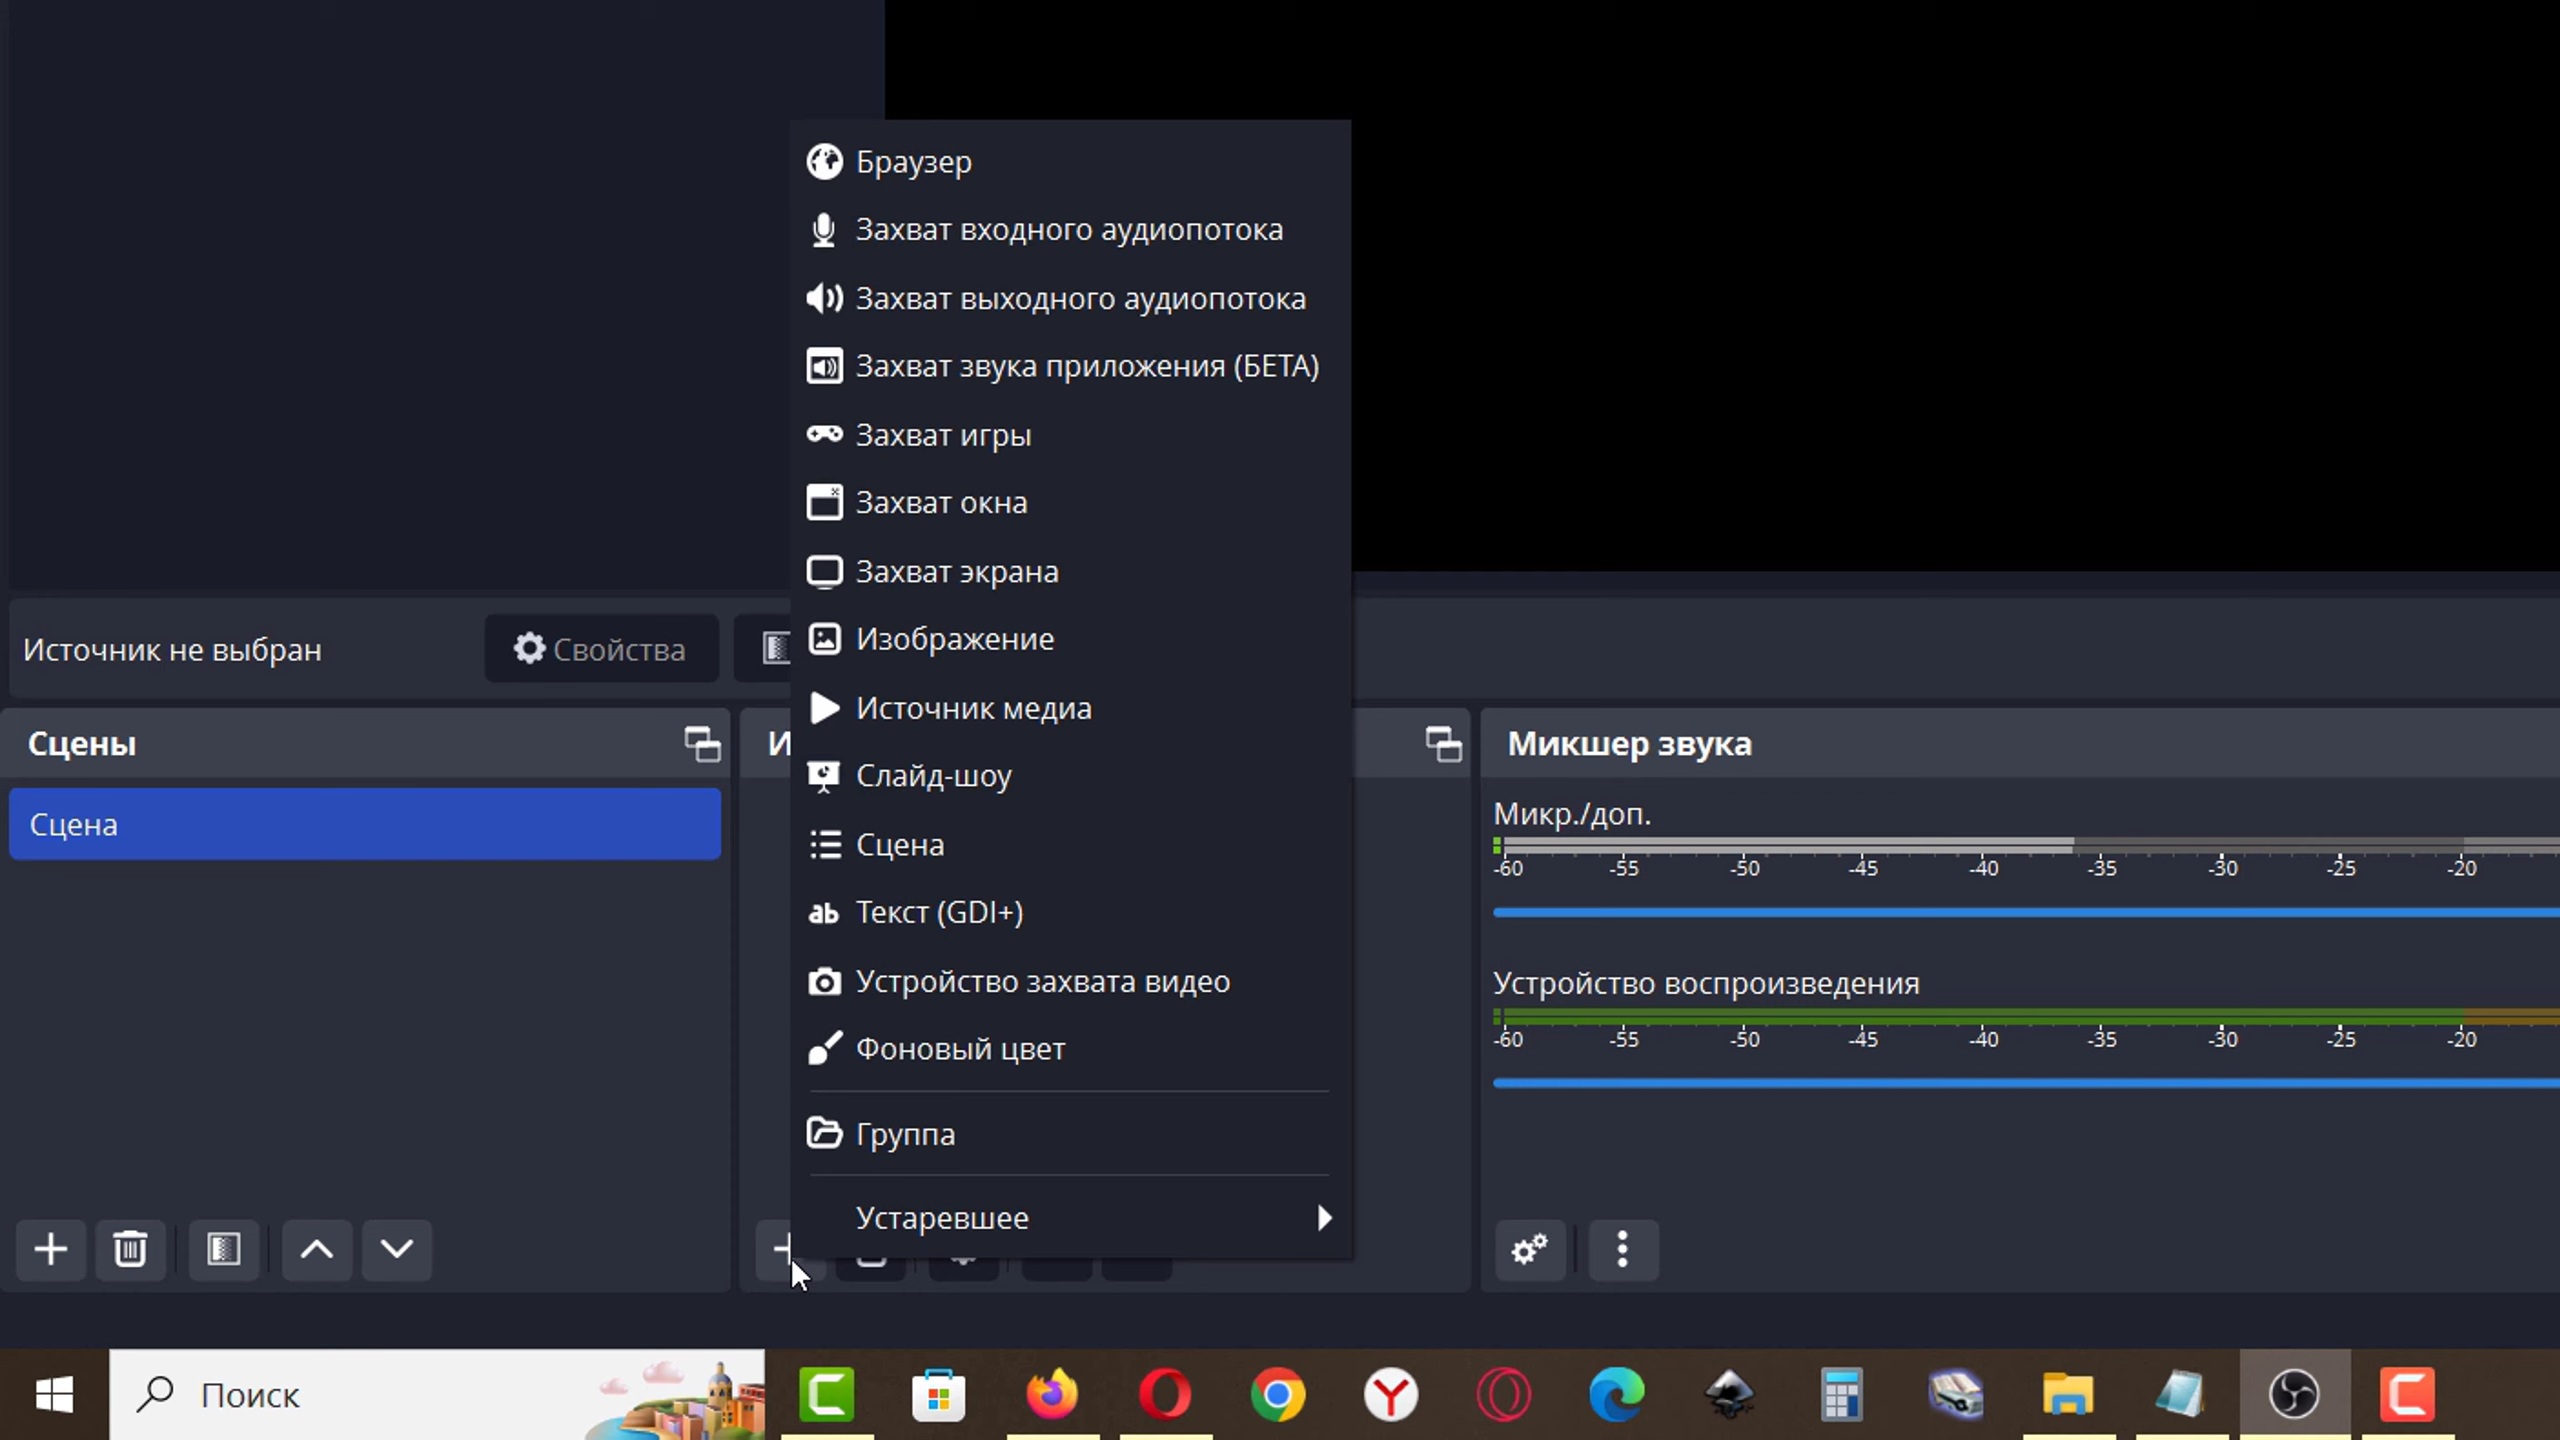 Браузер
Захват входного аудиопотока
Захват выходного аудиопотока
Захват звука приложения (БЕТА)
Захват игры
Захват окна
Захват экрана
Изображение
Источник медиа
Слайд-шоу
Сцена
ab Текст (GDI+)
Устройство захвата видео
Фоновый цвет
Группа
Устаревшее
Источник не выбран
Свойства
Сцены
Сцена
И
Микшер звука
Микр./доп.
-60 -55 -50 -45 -40 -35 -30 -25 -20
Устройство воспроизведения
-60 -55 -50 -45 -40 -35 -30 -25 -20
Поиск